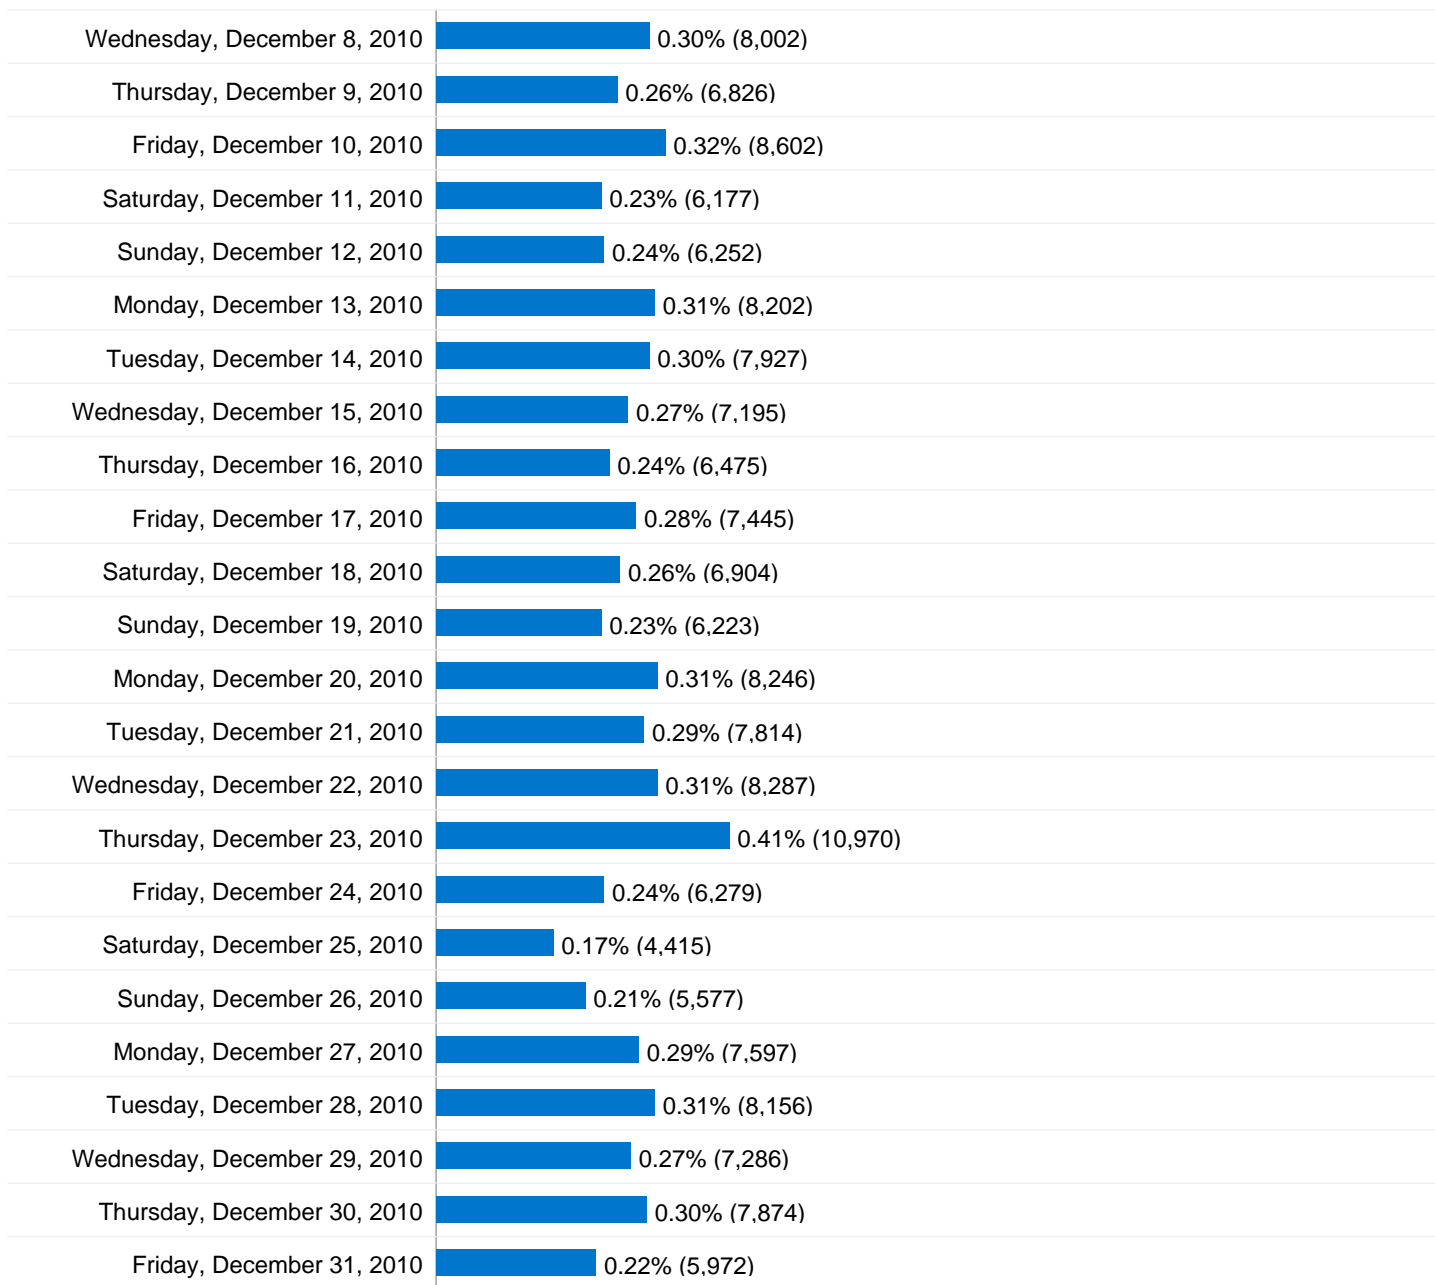 Wednesday, December 8, 2010 0.30% (8,002)
Thursday, December 9, 2010 0.26% (6,826)
Friday, December 10, 2010 0.32% (8,602)
Saturday, December 11, 2010 0.23% (6,177)
Sunday, December 12, 2010 0.24% (6,252)
Monday, December 13, 2010 0.31% (8,202)
Tuesday, December 14, 2010 0.30% (7,927)
Wednesday, December 15, 2010 0.27% (7,195)
Thursday, December 16, 2010 0.24% (6,475)
Friday, December 17, 2010 0.28% (7,445)
Saturday, December 18, 2010 0.26% (6,904)
Sunday, December 19, 2010 0.23% (6,223)
Monday, December 20, 2010 0.31% (8,246)
Tuesday, December 21, 2010 0.29% (7,814)
Wednesday, December 22, 2010 0.31% (8,287)
Thursday, December 23, 2010 0.41% (10,970)
Friday, December 24, 2010 0.24% (6,279)
Saturday, December 25, 2010 0.17% (4,415)
Sunday, December 26, 2010 0.21% (5,577)
Monday, December 27, 2010 0.29% (7,597)
Tuesday, December 28, 2010 0.31% (8,156)
Wednesday, December 29, 2010 0.27% (7,286)
Thursday, December 30, 2010 0.30% (7,874)
Friday, December 31, 2010 0.22% (5,972)